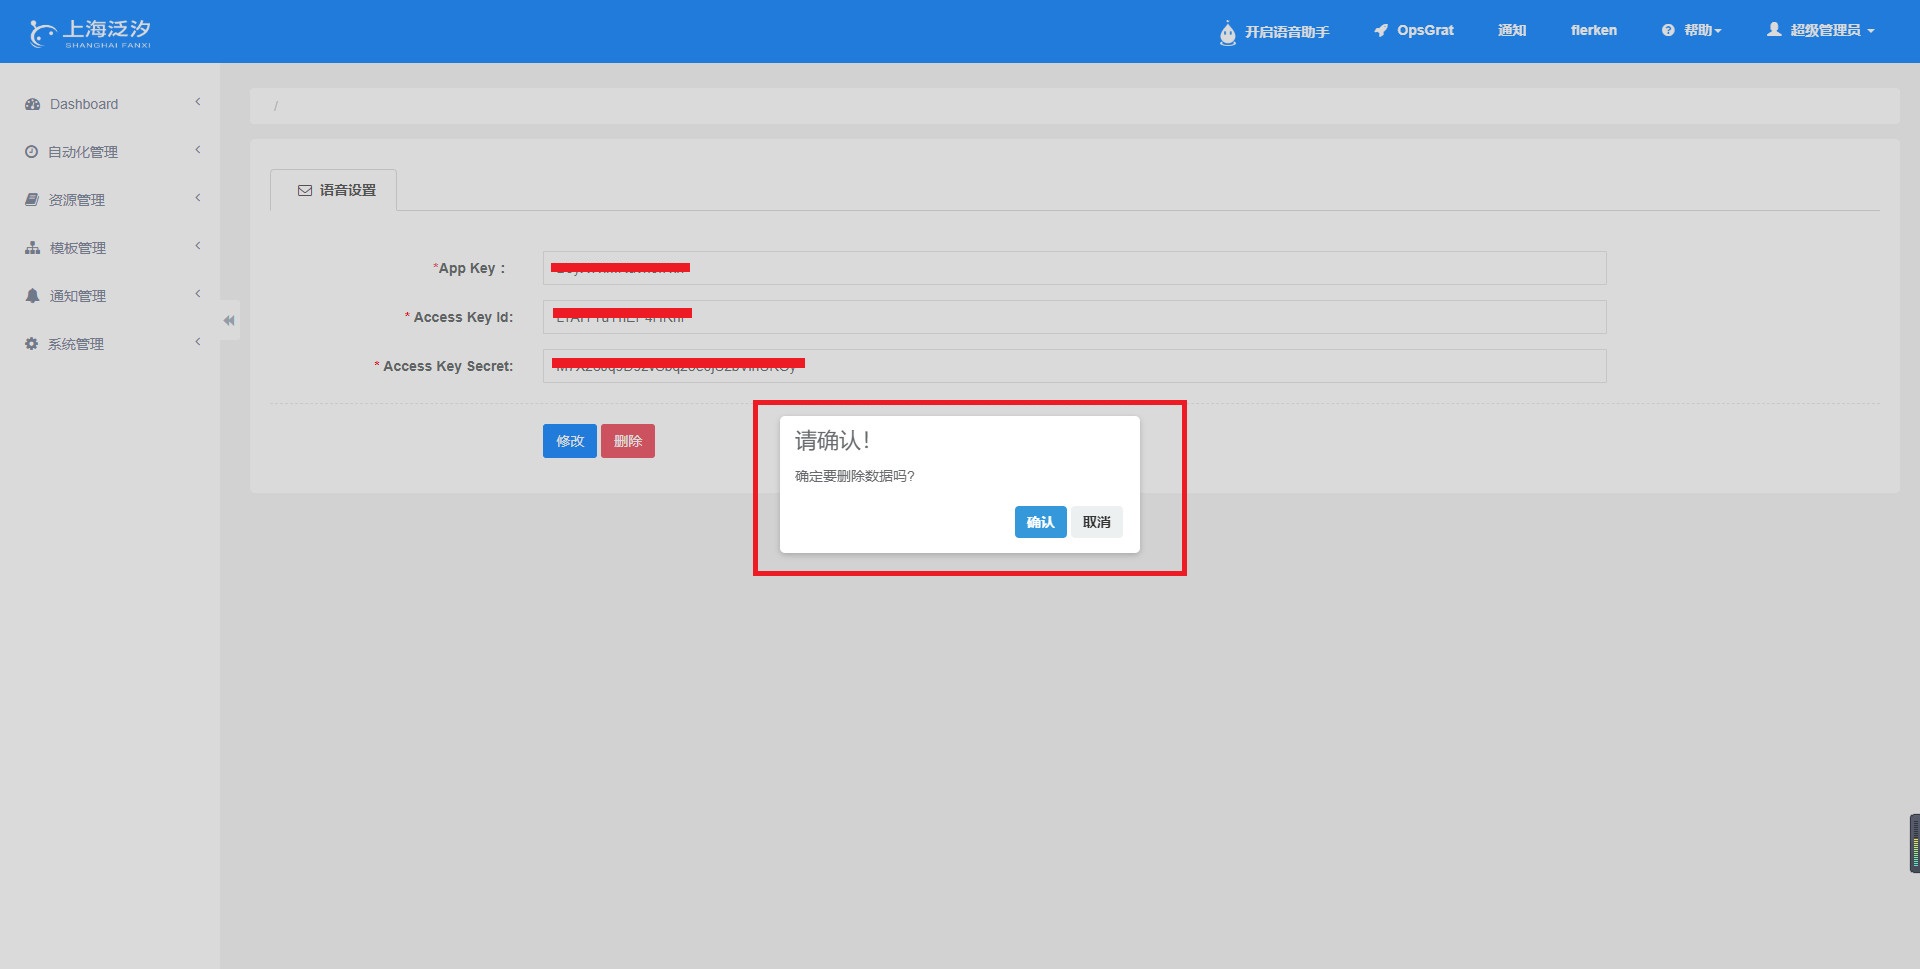 上海泛汐
SHANGHAI FANXI
开启语音助手
OpsGrat
通知
flerken
帮助
超级管理员
Dashboard
自动化管理
资源管理
模板管理
通知管理
系统管理
/
语音设置
*App Key :
* Access Key Id:
* Access Key Secret:
修改 删除
请确认!
确定要删除数据吗?
确认 取消